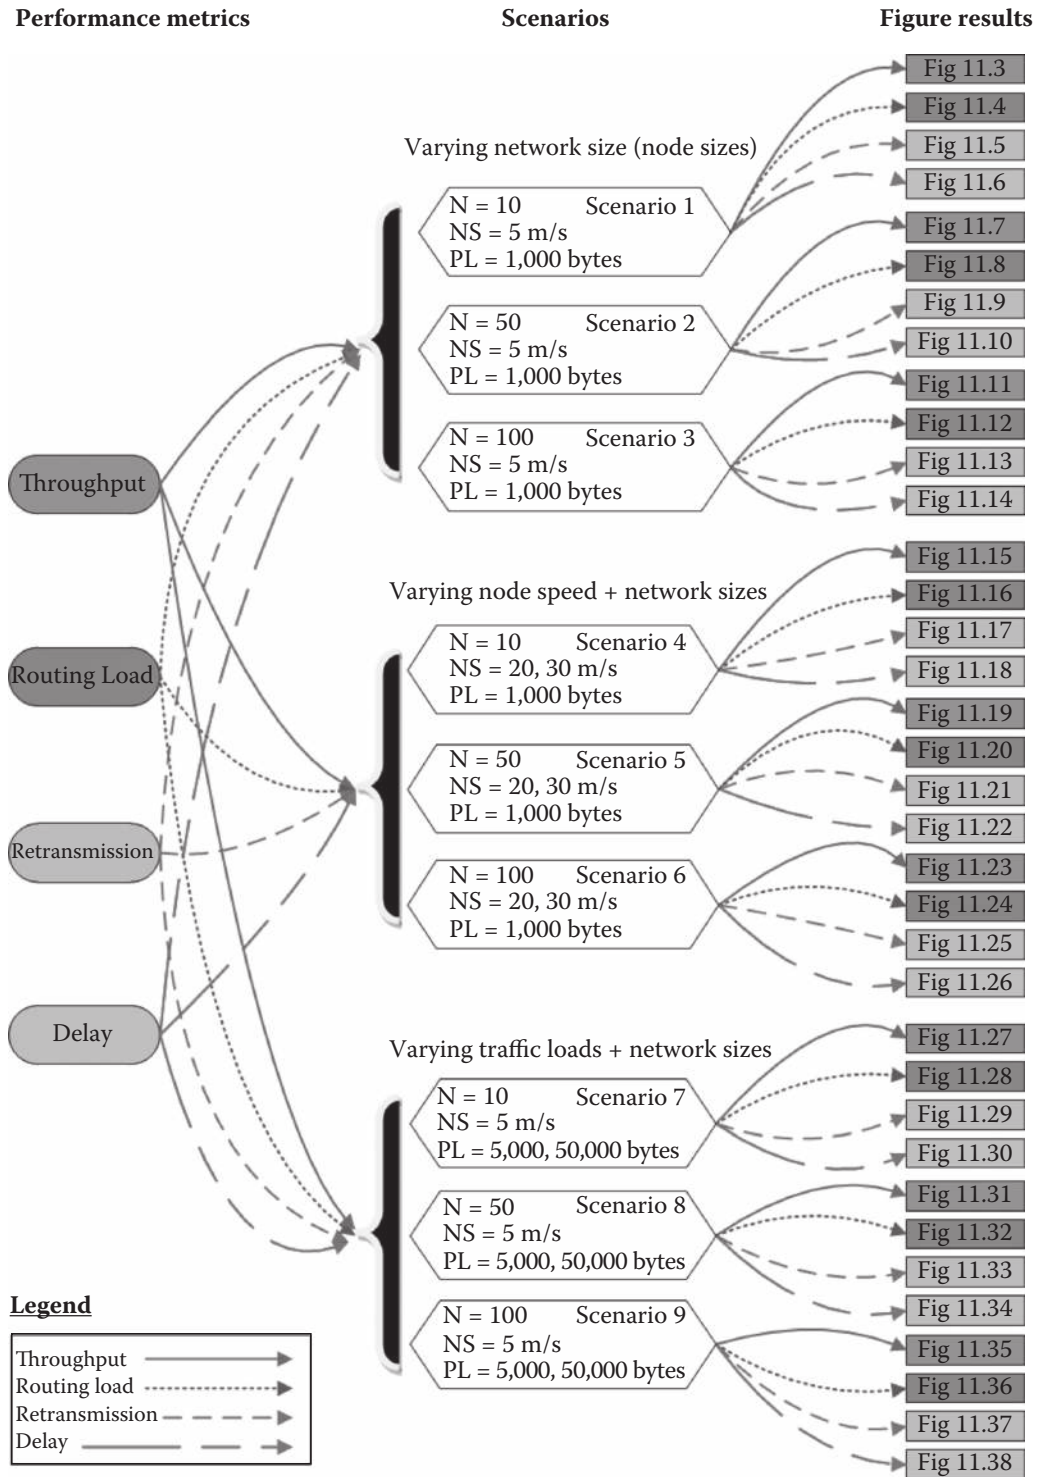 Performance metrics
Scenarios
Figure results
Throughput
Routing Load
Retransmission
Delay
Varying network size (node sizes)
N = 10 Scenario 1
NS = 5 m/s
PL = 1,000 bytes
N = 50 Scenario 2
NS = 5 m/s
PL = 1,000 bytes
N = 100 Scenario 3
NS = 5 m/s
PL = 1,000 bytes
Varying node speed + network sizes
N = 10 Scenario 4
NS = 20, 30 m/s
PL = 1,000 bytes
N = 50 Scenario 5
NS = 20, 30 m/s
PL = 1,000 bytes
N = 100 Scenario 6
NS = 20, 30 m/s
PL = 1,000 bytes
Varying traffic loads + network sizes
N = 10 Scenario 7
NS = 5 m/s
PL = 5,000, 50,000 bytes
N = 50 Scenario 8
NS = 5 m/s
PL = 5,000, 50,000 bytes
N = 100 Scenario 9
NS = 5 m/s
PL = 5,000, 50,000 bytes
Fig 11.3
Fig 11.4
Fig 11.5
Fig 11.6
Fig 11.7
Fig 11.8
Fig 11.9
Fig 11.10
Fig 11.11
Fig 11.12
Fig 11.13
Fig 11.14
Fig 11.15
Fig 11.16
Fig 11.17
Fig 11.18
Fig 11.19
Fig 11.20
Fig 11.21
Fig 11.22
Fig 11.23
Fig 11.24
Fig 11.25
Fig 11.26
Fig 11.27
Fig 11.28
Fig 11.29
Fig 11.30
Fig 11.31
Fig 11.32
Fig 11.33
Fig 11.34
Fig 11.35
Fig 11.36
Fig 11.37
Fig 11.38
Legend
Throughput
Routing load
Retransmission
Delay